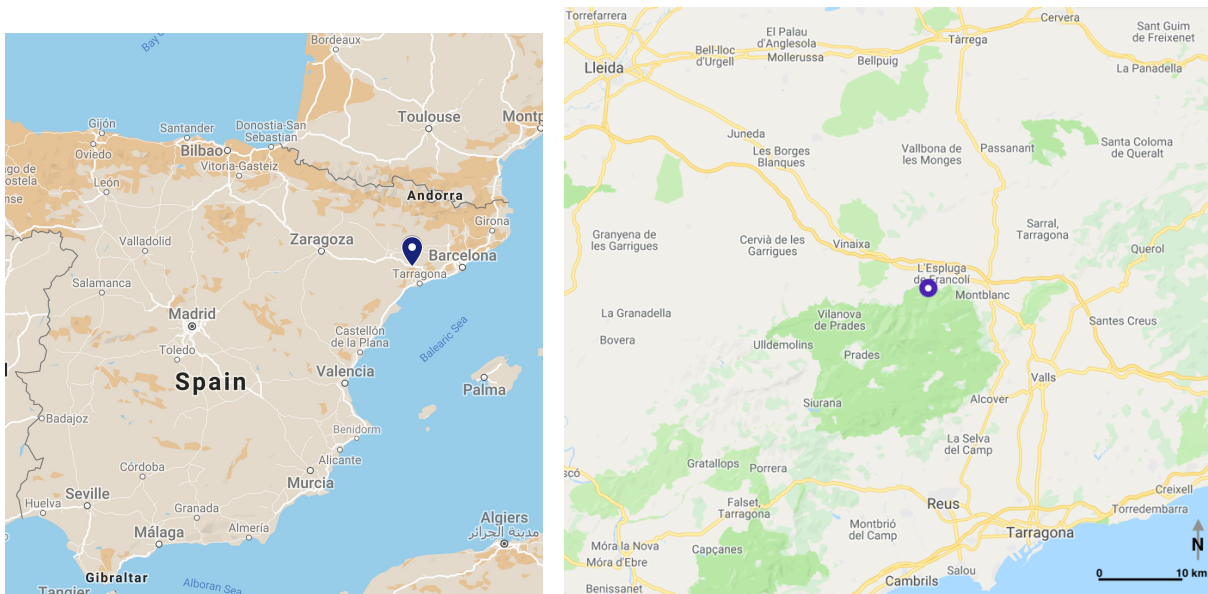 Bordeaux
Toulouse
Montp
Bay
Gijón
Santander
Donostia-San
Sebastian
Oviedo
Bilbao
Vitoria-Gasteiz
ago de
ostela
nse
León
Andorra
Girona
Valladolid
Zaragoza
Barcelona
Tarragona
Salamanca
Madrid
Toledo
Castellón
de la Plana
Balearic Sea
Spain
Valencia
Palma
Badajoz
Benidorm
Alicante
Córdoba
Murcia
Seville
Huelva
Granada
Almería
Málaga
Algiers
مدينة الجزائر
Gibraltar
Alboran Sea
Tangier
Torrefarrera
Lleida
El Palau
d'Anglesola
Bell-lloc
d'Urgell
Mollerussa
Bellpuig
Tàrrega
Cervera
Sant Guim
de Freixenet
La Panadella
Juneda
Les Borges
Blanques
Vallbona de
les Monges
Passanant
Santa Coloma
de Queralt
Granyena de
les Garrigues
Cervià de les
Garrigues
Vinaixa
Sarral,
Tarragona
Querol
L'Espluga
de Francolí
Montblanc
La Granadella
Vilanova
de Prades
Santes Creus
Bovera
Ulldemolins
Prades
Valls
Siurana
Alcover
La Selva
del Camp
Gratallops
Porrera
scó
Falset,
Tarragona
Reus
Creixell
Torredembarra
Montbrió
del Camp
Tarragona
Móra la Nova
Móra d'Ebre
Capçanes
Salou
Cambrils
Benissanet
N
0
10 km